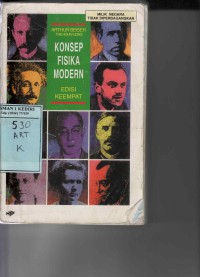 MILIK NEGARA
TIDAK DIPERDAGANGKAN
ARTHUR BEISER
KONSEP
FISIKA
MODERN
EDISI
KEEMPAT
530
ART
K